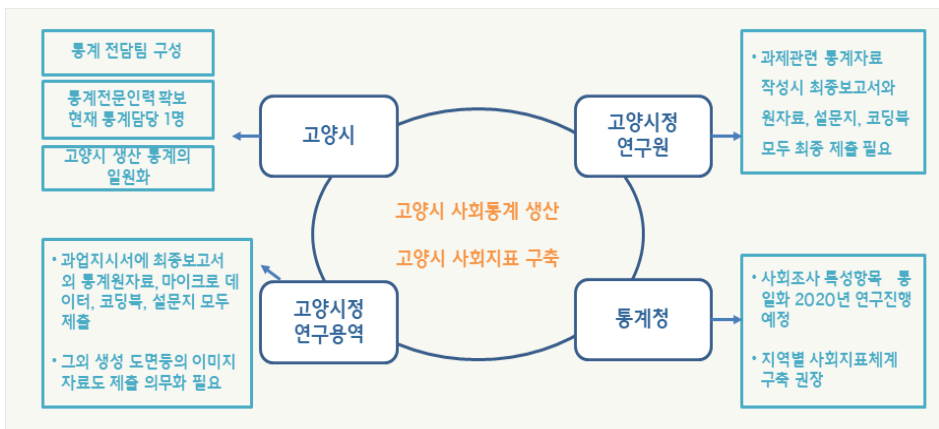 통계 전담팀 구성
통계전문인력 확보
현재 통계담당 1명
고양시 생산 통계의
일원화
고양시
고양시정
연구원
• 과제관련 통계자료
작성시 최종보고서와
원자료, 설문지, 코딩북
모두 최종 제출 필요
고양시 사회통계 생산
고양시 사회지표 구축
• 과업지시서에 최종보고서
외 통계원자료, 마이크로 데
이터, 코딩북, 설문지 모두
제출
• 그외 생성 도면등의 이미지
자료도 제출 의무화 필요
고양시정
연구용역
통계청
• 사회조사 특성항목 통
일화 2020년 연구진행
예정
• 지역별 사회지표체계
구축 권장